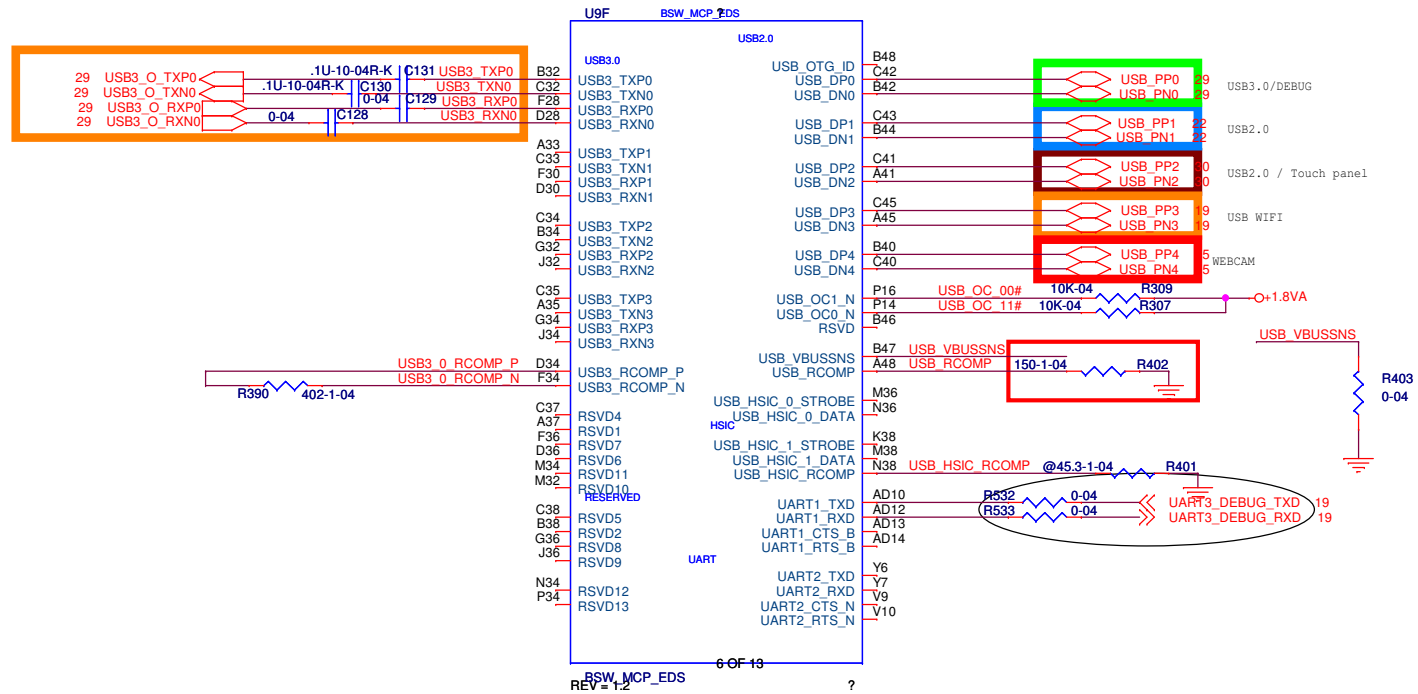 U9F BSW_MCP_EDS ?
USB2.0
USB3.0
29 USB3_O_TXP0 .1U-10-04R-K C131 USB3_TXP0 B32 USB3_TXP0
29 USB3_O_TXN0 .1U-10-04R-K C130 USB3_TXN0 C32 USB3_TXN0
29 USB3_O_RXP0 0-04 C129 USB3_RXP0 F28 USB3_RXP0
29 USB3_O_RXN0 0-04 C128 USB3_RXN0 D28 USB3_RXN0
A33 USB3_TXP1
C33 USB3_TXN1
F30 USB3_RXP1
D30 USB3_RXN1
C34 USB3_TXP2
B34 USB3_TXN2
G32 USB3_RXP2
J32 USB3_RXN2
C35 USB3_TXP3
A35 USB3_TXN3
G34 USB3_RXP3
J34 USB3_RXN3
USB3_0_RCOMP_P D34 USB3_RCOMP_P
USB3_0_RCOMP_N F34 USB3_RCOMP_N
R390 402-1-04
C37 RSVD4
A37 RSVD1
F36 RSVD7
D36 RSVD6
M34 RSVD11
M32 RSVD10
RESERVED
C38 RSVD5
B38 RSVD2
G36 RSVD8
J36 RSVD9
N34 RSVD12
P34 RSVD13
USB_OTG_ID B48
USB_DP0 C42 USB_PP0 29
USB_DN0 B42 USB_PN0 29
USB3.0/DEBUG
USB_DP1 C43 USB_PP1 22
USB_DN1 B44 USB_PN1 22
USB2.0
USB_DP2 C41 USB_PP2 30
USB_DN2 A41 USB_PN2 30
USB2.0 / Touch panel
USB_DP3 C45 USB_PP3 19
USB_DN3 A45 USB_PN3 19
USB WIFI
USB_DP4 B40 USB_PP4 5
USB_DN4 C40 USB_PN4 5
WEBCAM
USB_OC1_N P16 USB_OC_00# 10K-04 R309 +1.8VA
USB_OC0_N P14 USB_OC_11# 10K-04 R307
RSVD B46
USB_VBUSSNS
USB_VBUSSNS B47 USB_VBUSSNS
USB_RCOMP A48 USB_RCOMP 150-1-04 R402
R403
0-04
USB_HSIC_0_STROBE M36
USB_HSIC_0_DATA N36
HSIC
USB_HSIC_1_STROBE K38
USB_HSIC_1_DATA M38
USB_HSIC_RCOMP N38 USB_HSIC_RCOMP @45.3-1-04 R401
UART1_TXD AD10 R532 0-04 UART3_DEBUG_TXD 19
UART1_RXD AD12 R533 0-04 UART3_DEBUG_RXD 19
UART1_CTS_B AD13
UART1_RTS_B AD14
UART
UART2_TXD Y6
UART2_RXD Y7
UART2_CTS_N V9
UART2_RTS_N V10
6 OF 13
BSW_MCP_EDS
REV = 1.2 ?